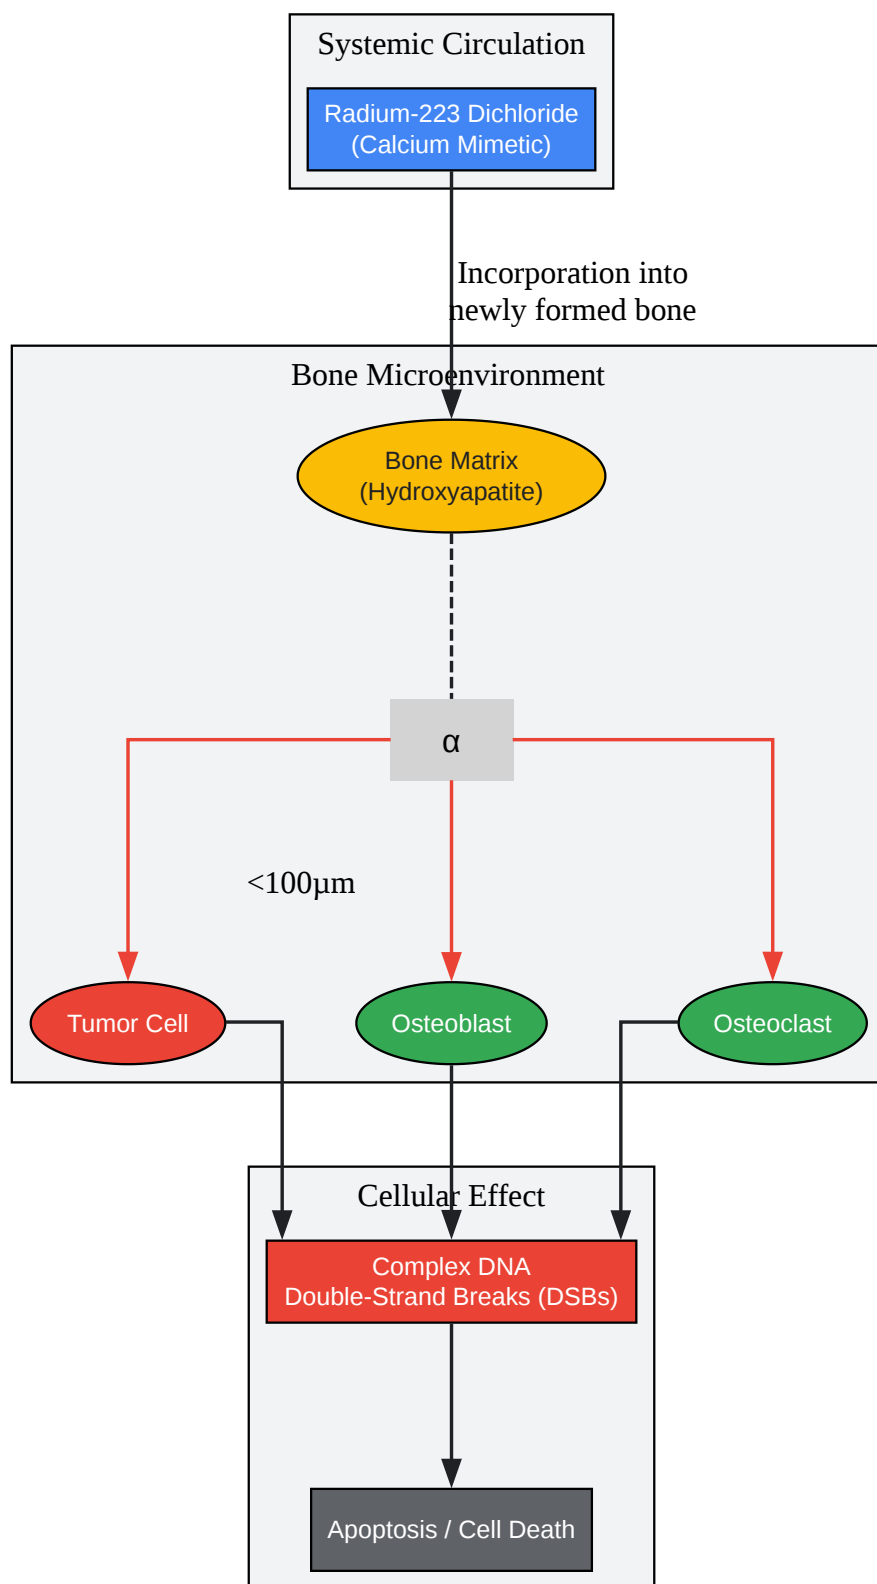 Systemic Circulation
Radium-223 Dichloride
(Calcium Mimetic)
Incorporation into
newly formed bone
Bone Microenvironment
Bone Matrix
(Hydroxyapatite)
α
<100µm
Tumor Cell
Osteoblast
Osteoclast
Cellular Effect
Complex DNA
Double-Strand Breaks (DSBs)
Apoptosis / Cell Death